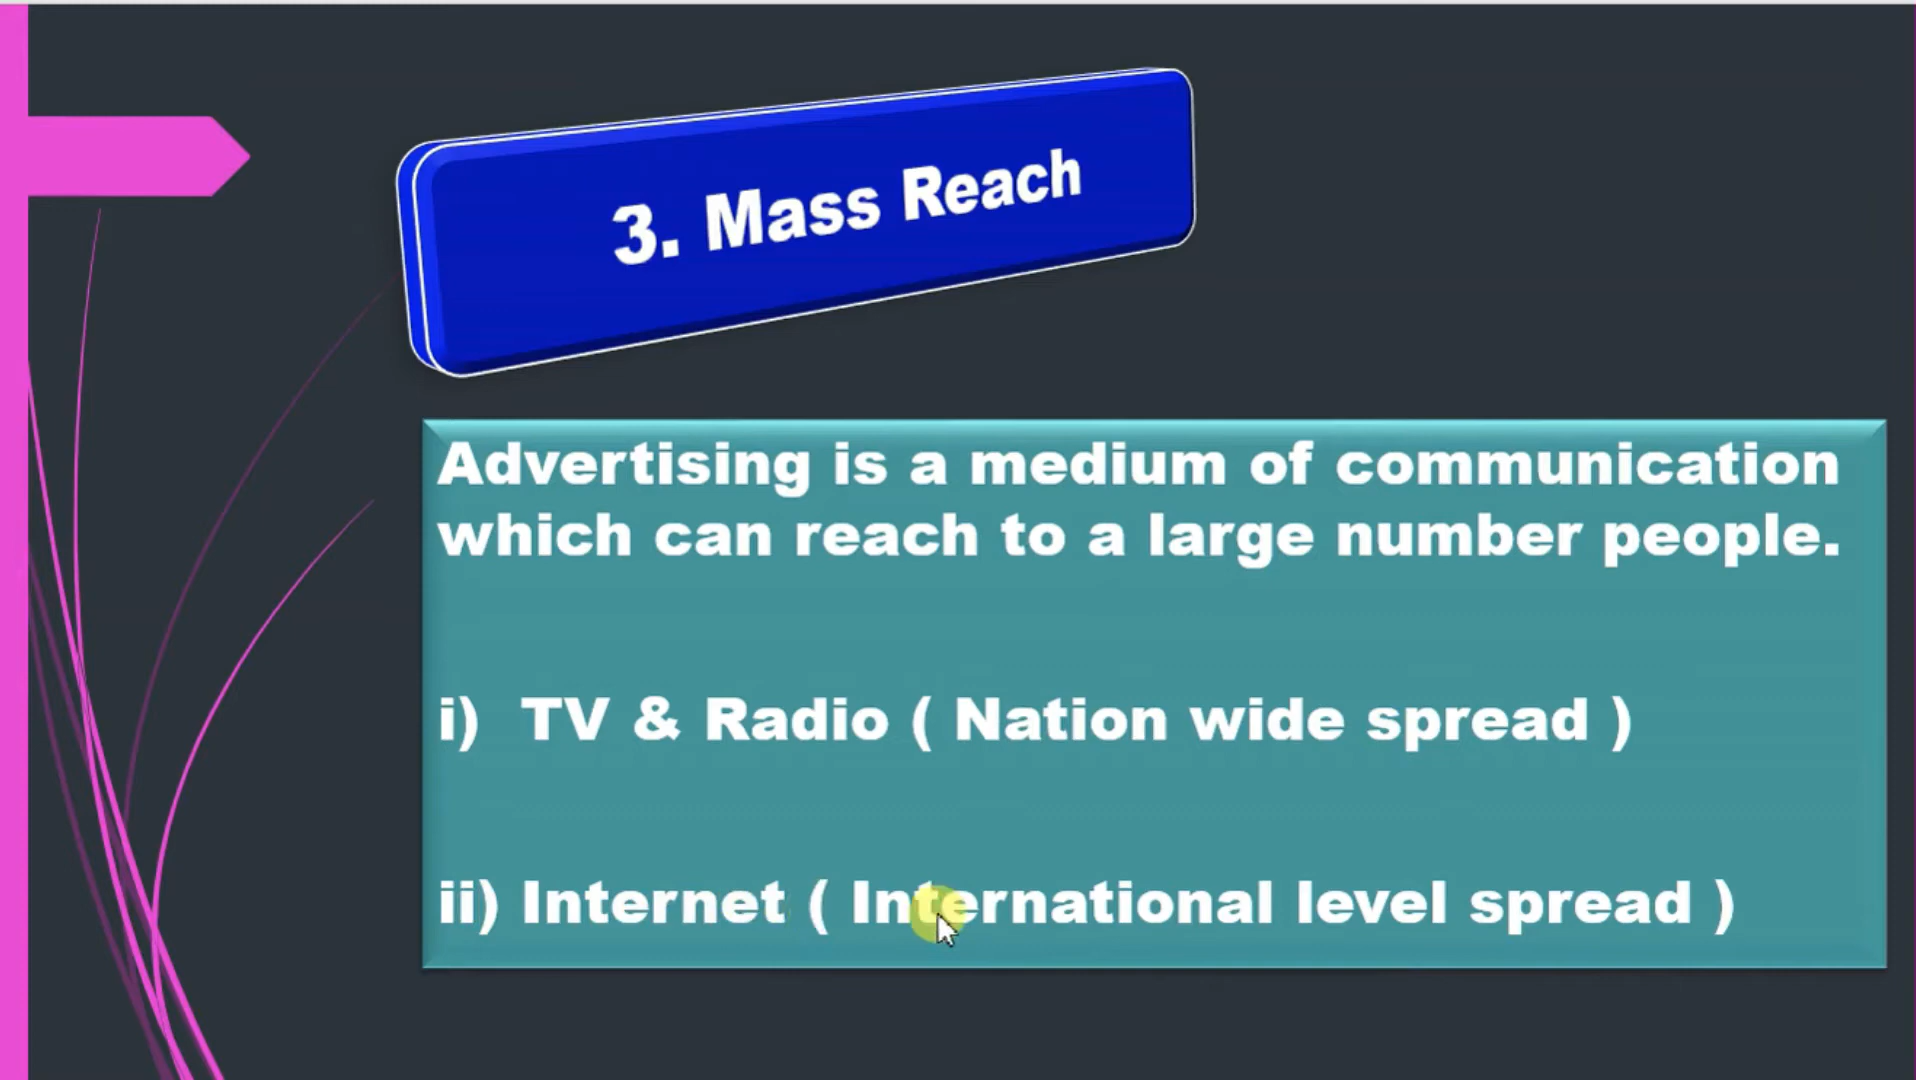 3. Mass Reach
Advertising is a medium of communication
which can reach to a large number people.
i) TV & Radio ( Nation wide spread )
ii) Internet ( International level spread )